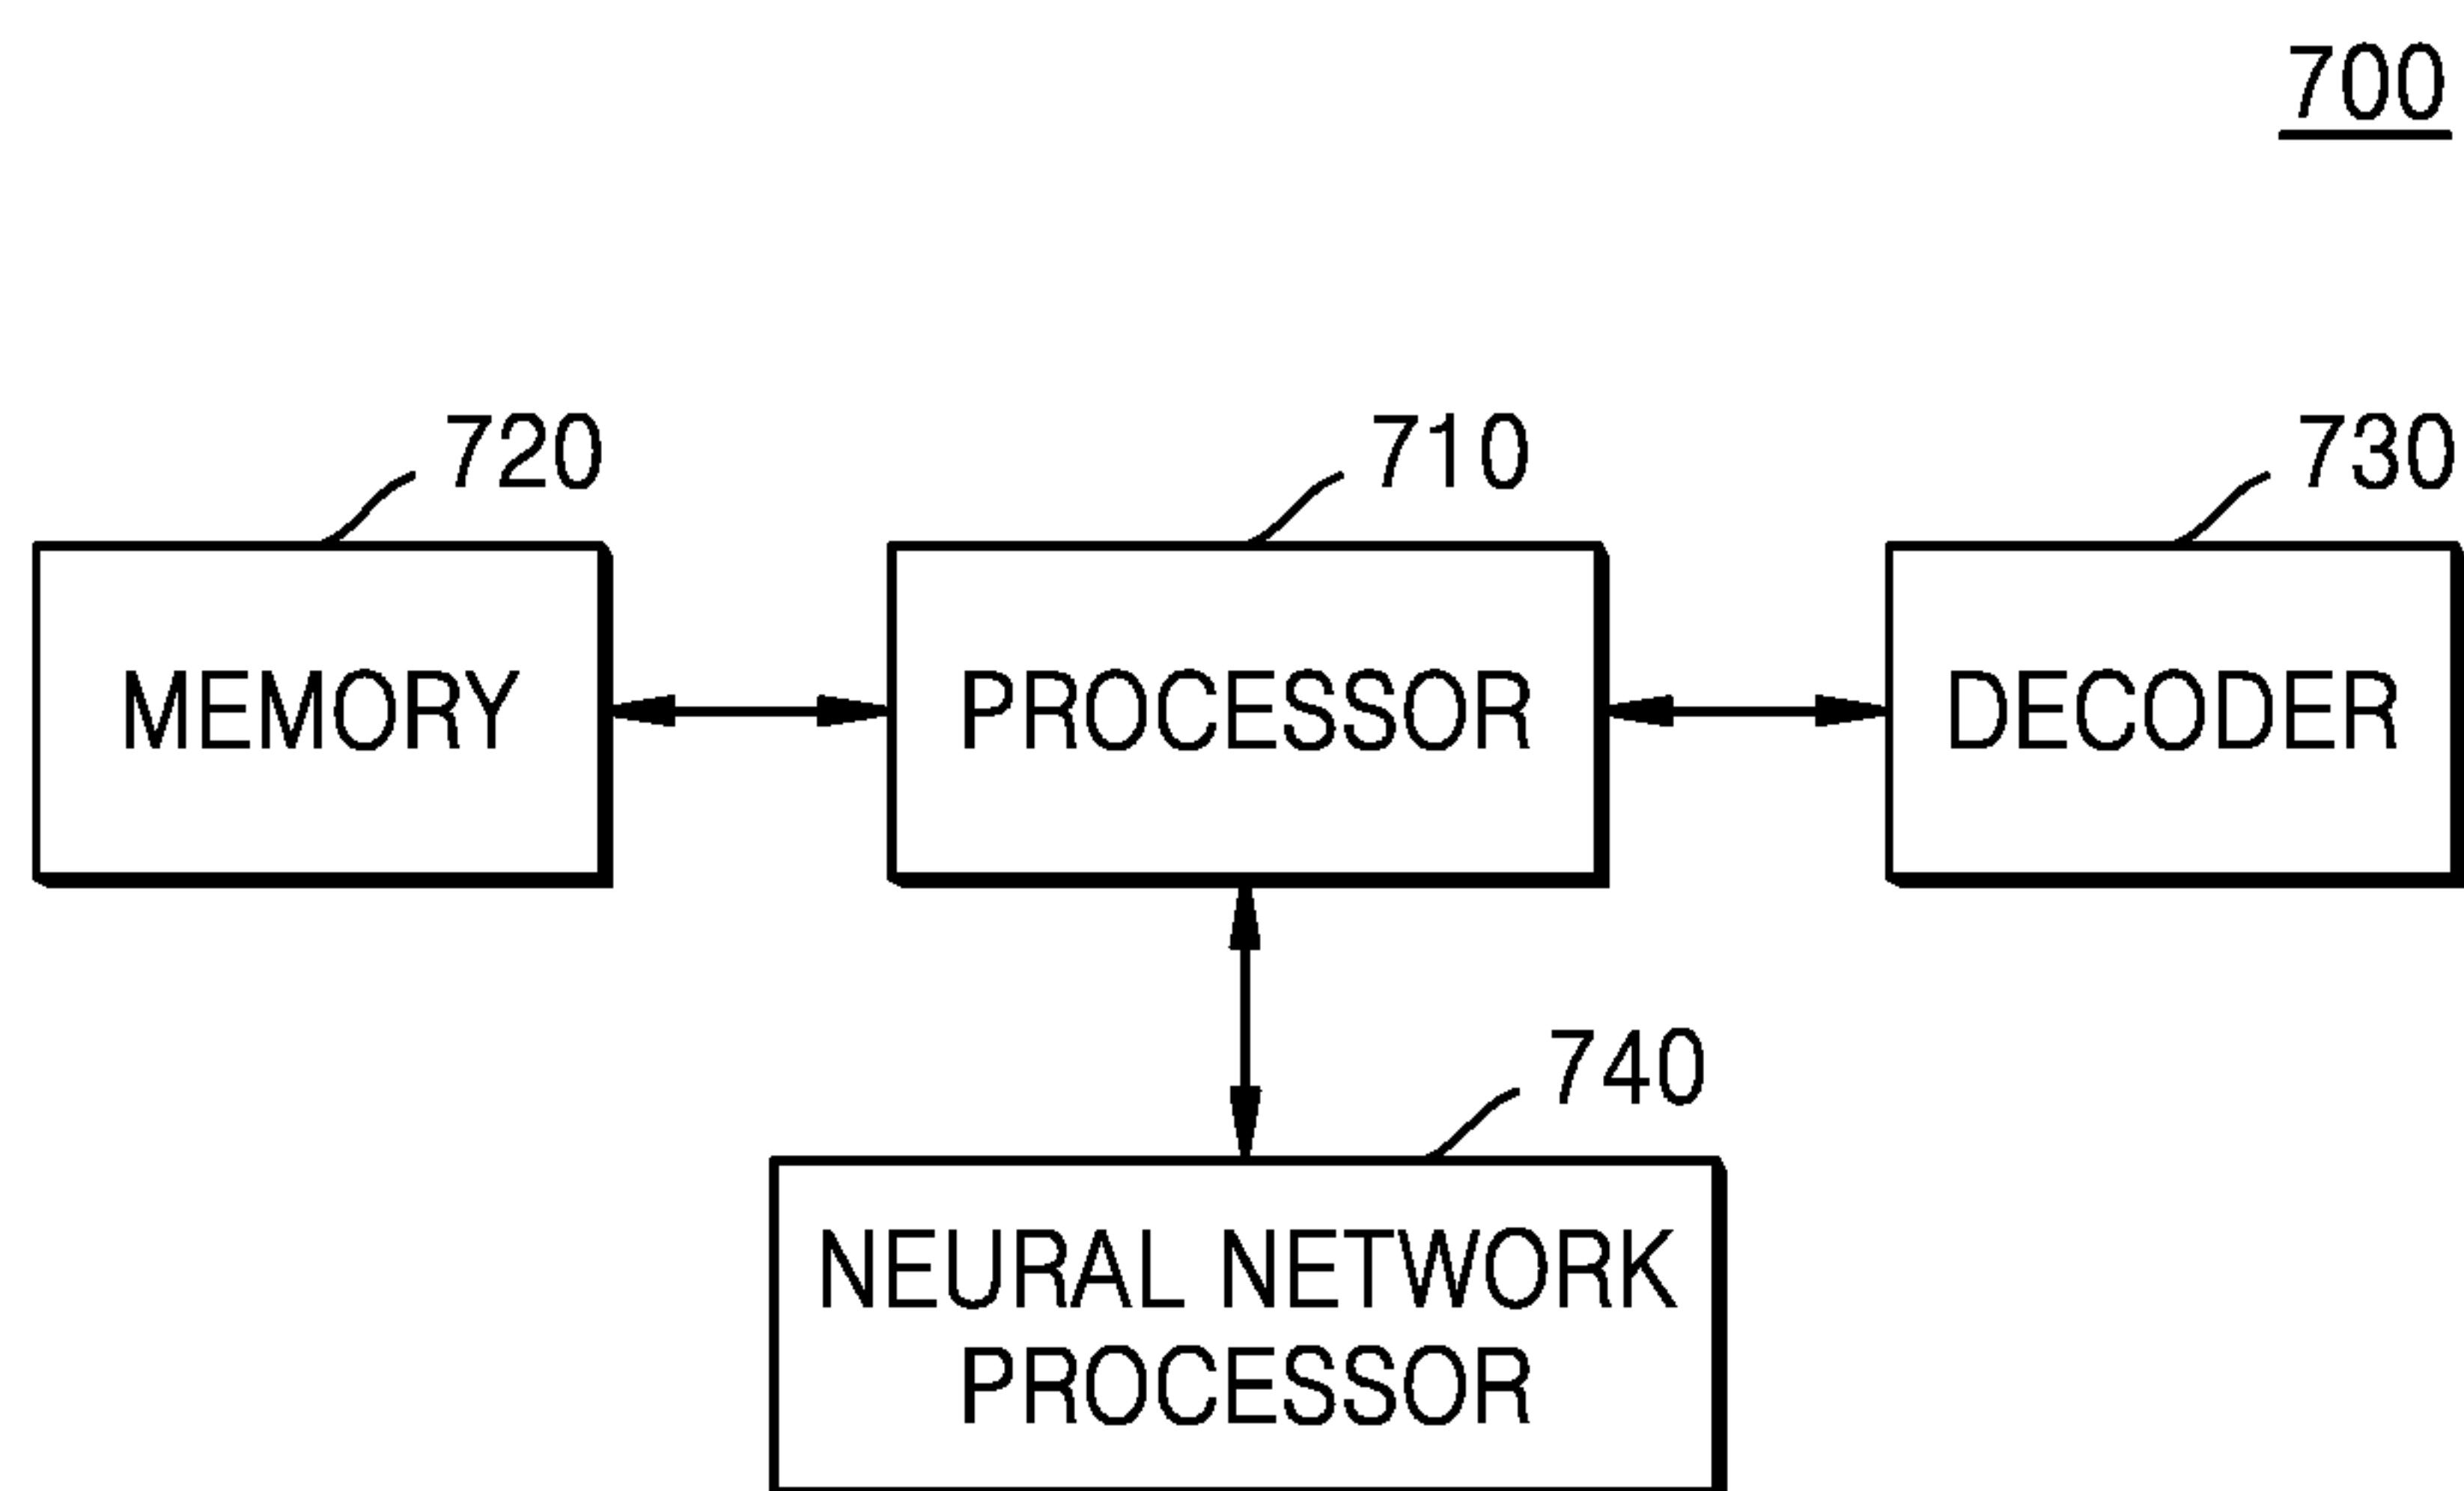 700
720
710
730
MEMORY
PROCESSOR
DECODER
740
NEURAL NETWORK
PROCESSOR